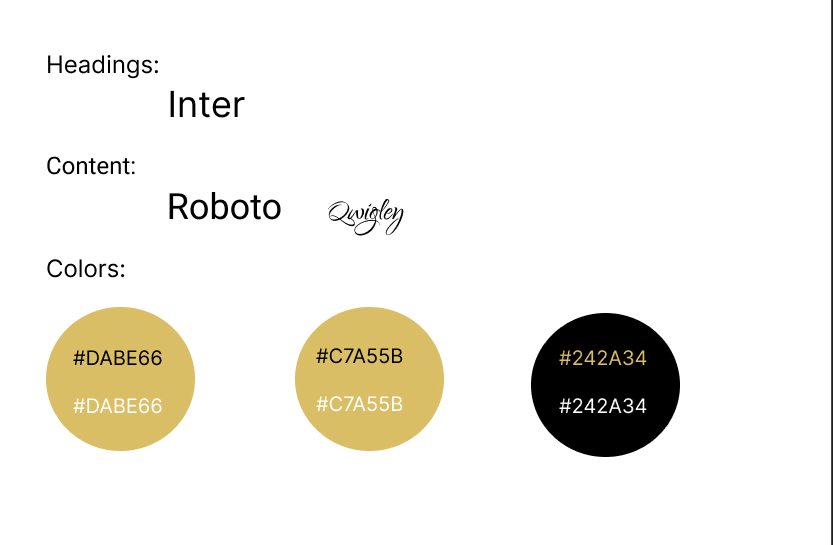 Headings:
Inter
Content:
Roboto Qwigley
Colors:
#DABE66 #C7A55B #242A34
#DABE66 #C7A55B #242A34